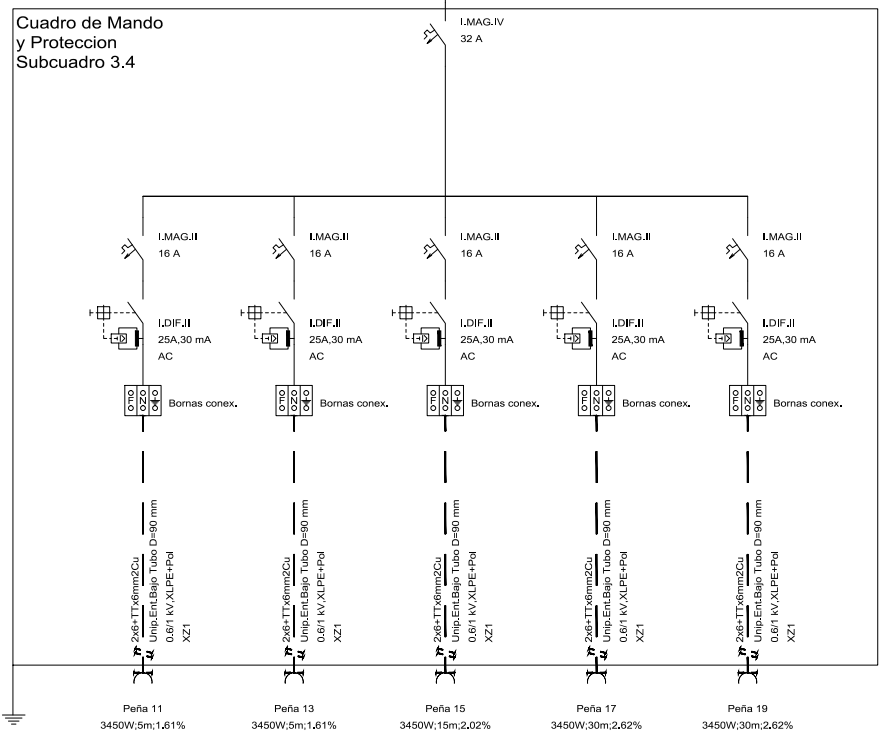 Cuadro de Mando
y Proteccion
Subcuadro 3.4
I.MAG.IV
32 A
I.MAG.II
16 A
I.MAG.II
16 A
I.MAG.II
16 A
I.MAG.II
16 A
I.MAG.II
16 A
I.DIF.II
25A,30 mA
AC
I.DIF.II
25A,30 mA
AC
I.DIF.II
25A,30 mA
AC
I.DIF.II
25A,30 mA
AC
I.DIF.II
25A,30 mA
AC
F N
Bornas conex.
F N
Bornas conex.
F N
Bornas conex.
F N
Bornas conex.
F N
Bornas conex.
2x6+TTx6mm2Cu
Unip.Ent.Bajo Tubo D=90 mm
0.6/1 kV,XLPE+Pol
XZ1
2x6+TTx6mm2Cu
Unip.Ent.Bajo Tubo D=90 mm
0.6/1 kV,XLPE+Pol
XZ1
2x6+TTx6mm2Cu
Unip.Ent.Bajo Tubo D=90 mm
0.6/1 kV,XLPE+Pol
XZ1
2x6+TTx6mm2Cu
Unip.Ent.Bajo Tubo D=90 mm
0.6/1 kV,XLPE+Pol
XZ1
2x6+TTx6mm2Cu
Unip.Ent.Bajo Tubo D=90 mm
0.6/1 kV,XLPE+Pol
XZ1
Peña 11
3450W;5m;1.61%
Peña 13
3450W;5m;1.61%
Peña 15
3450W;15m;2.02%
Peña 17
3450W;30m;2.62%
Peña 19
3450W;30m;2.62%